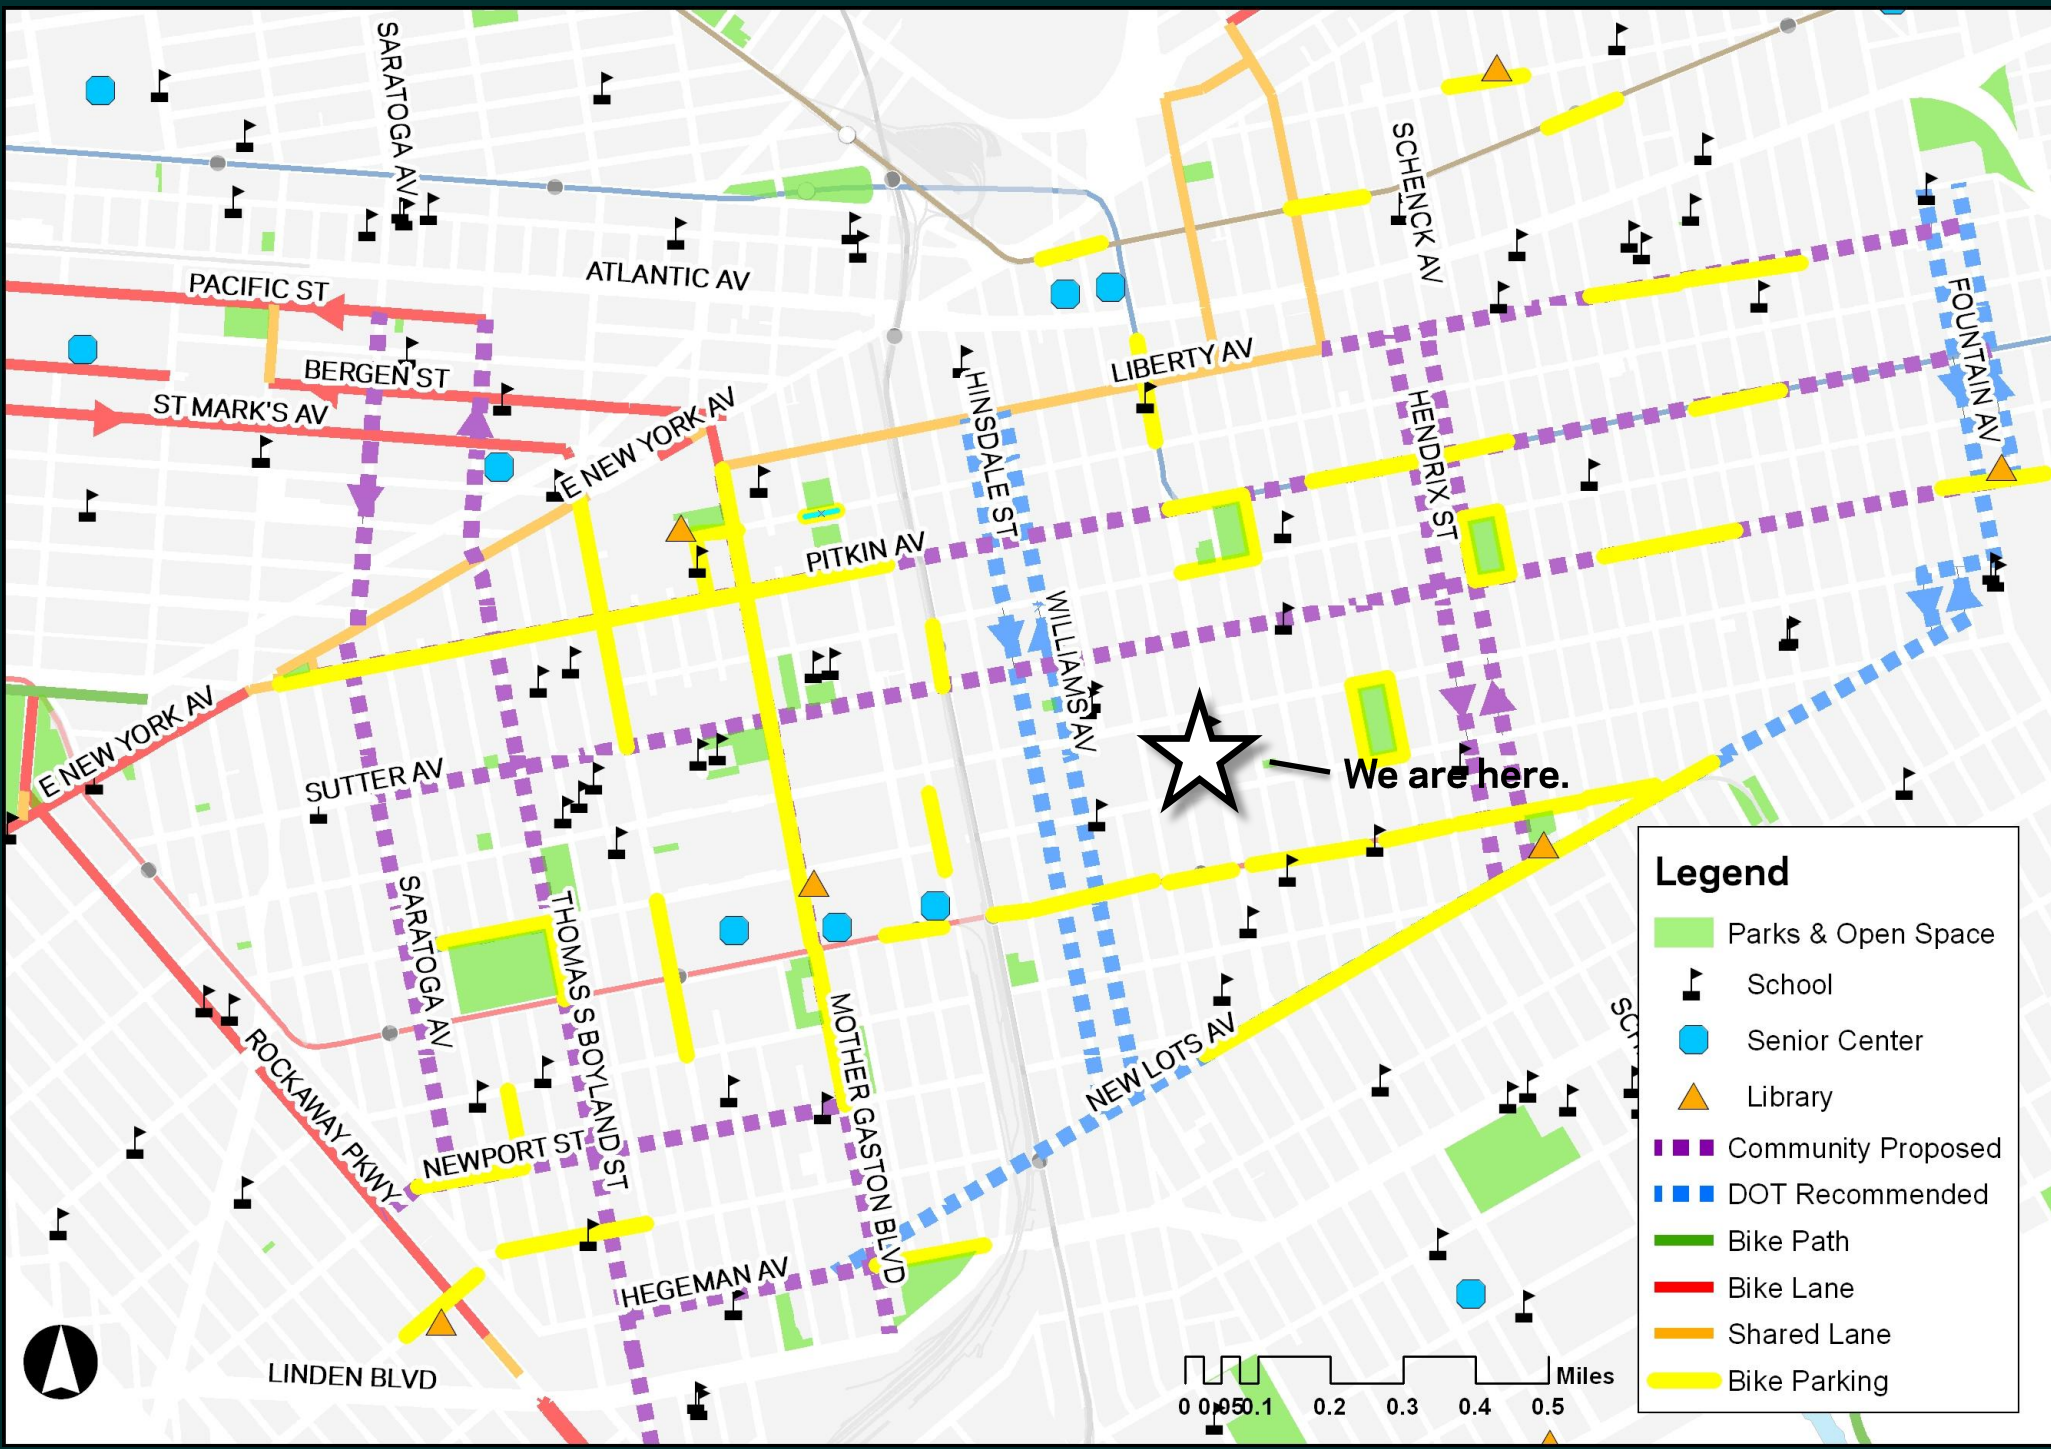 SARATOGA AV
SCHENCK AV
ATLANTIC AV
PACIFIC ST
FOUNTAIN AV
LIBERTY AV
BERGEN ST
ST MARK'S AV
E NEW YORK AV
HINSDALE ST
HENDRIX ST
PITKIN AV
WILLIAMS AV
E NEW YORK AV
SUTTER AV
We are here.
SARATOGA AV
THOMAS S BOYLAND ST
MOTHER GASTON BLVD
NEW LOTS AV
ROCKAWAY PKWY
NEWPORT ST
HEGEMAN AV
LINDEN BLVD
Legend
Parks & Open Space
School
Senior Center
Library
Community Proposed
DOT Recommended
Bike Path
Bike Lane
Shared Lane
Bike Parking
Miles
0 0.05 0.1 0.2 0.3 0.4 0.5